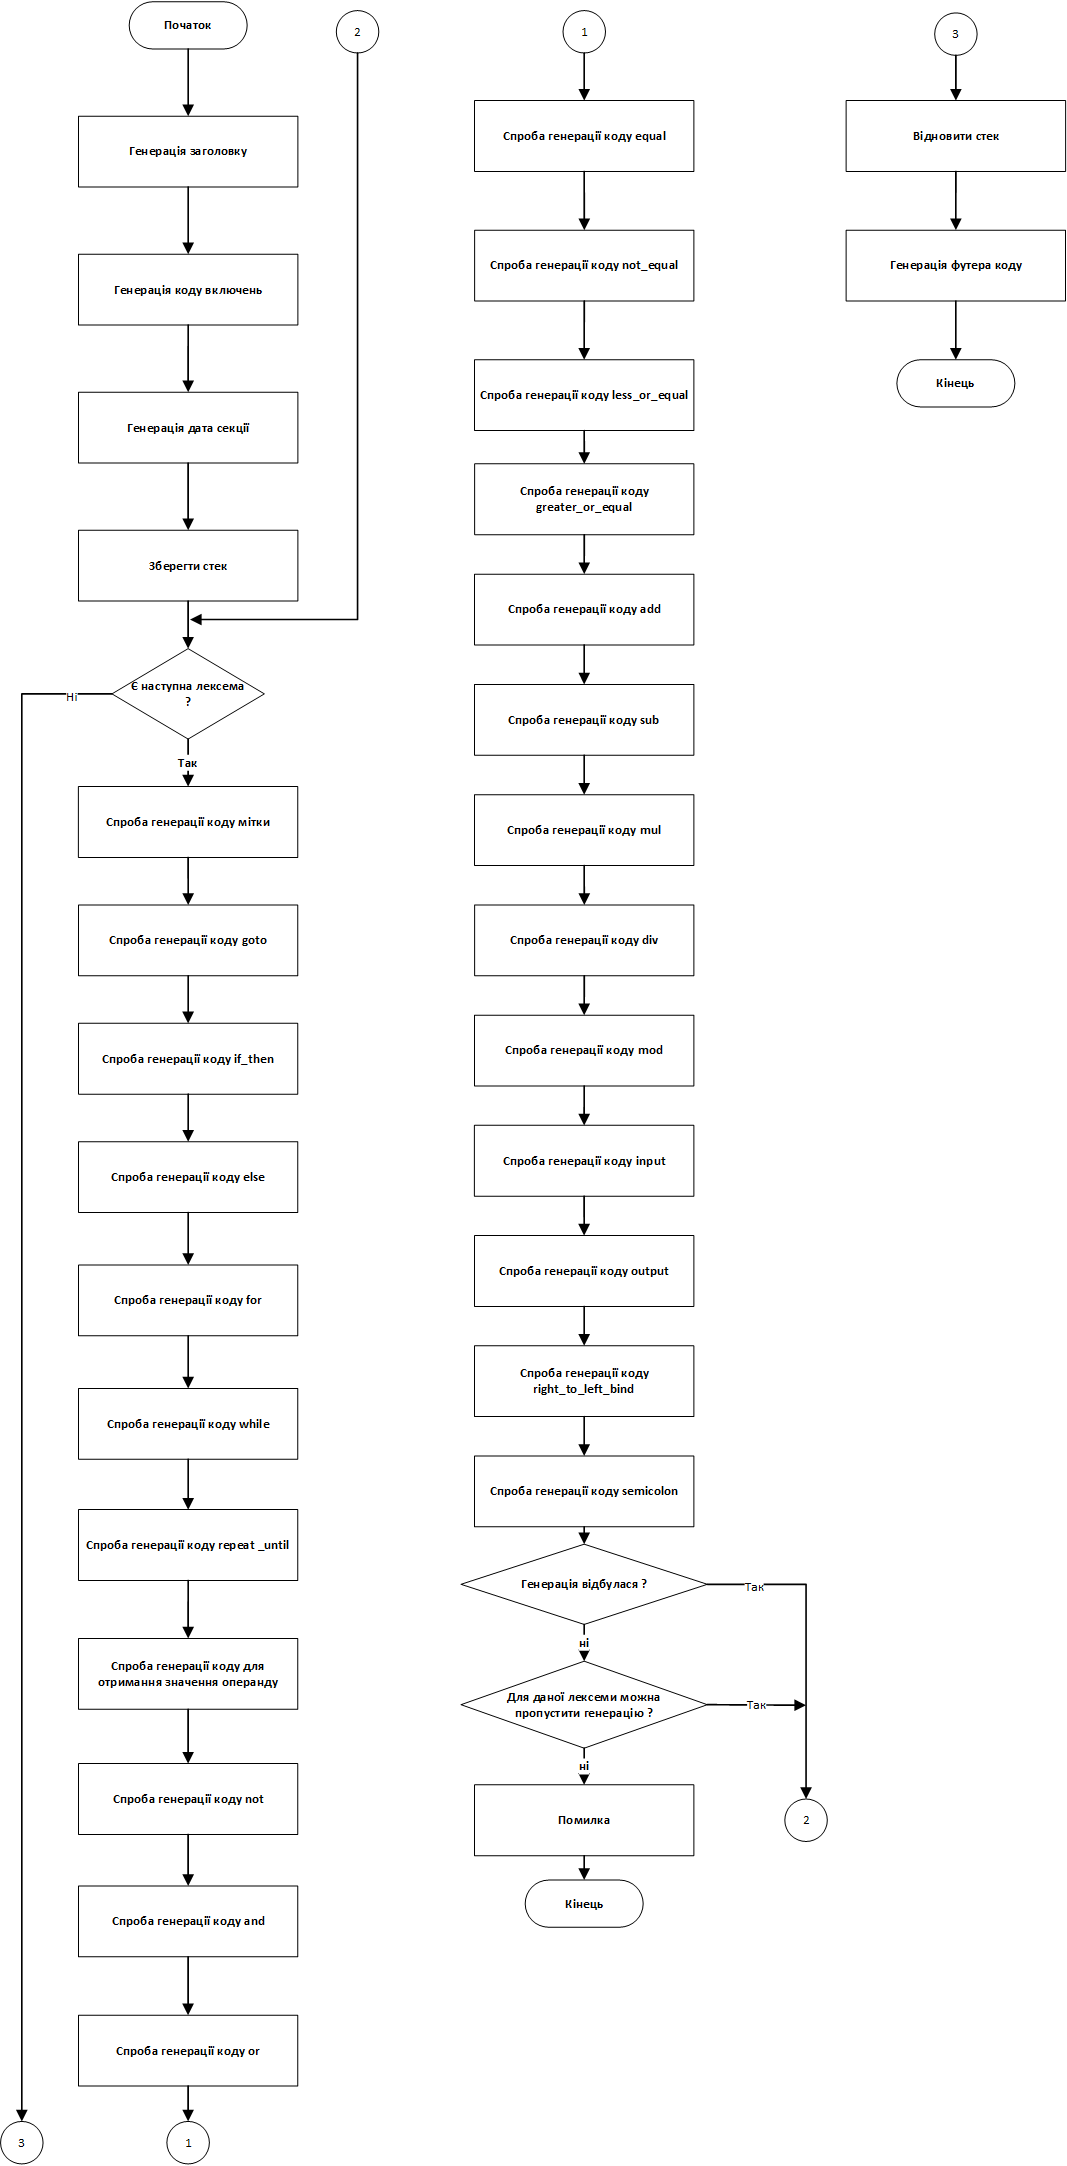 Початок
Генерація заголовку
Генерація коду включень
Генерація дата секції
Зберегти стек
Є наступна лексема
?
Ні
Так
Спроба генерації коду мітки
Спроба генерації коду goto
Спроба генерації коду if_then
Спроба генерації коду else
Спроба генерації коду for
Спроба генерації коду while
Спроба генерації коду repeat _until
Спроба генерації коду для
отримання значення операнду
Спроба генерації коду not
Спроба генерації коду and
Спроба генерації коду or
3
1
2
1
Спроба генерації коду equal
Спроба генерації коду not_equal
Спроба генерації коду less_or_equal
Спроба генерації коду
greater_or_equal
Спроба генерації коду add
Спроба генерації коду sub
Спроба генерації коду mul
Спроба генерації коду div
Спроба генерації коду mod
Спроба генерації коду input
Спроба генерації коду output
Спроба генерації коду
right_to_left_bind
Спроба генерації коду semicolon
Генерація відбулася ?
Так
ні
Для даної лексеми можна
пропустити генерацію ?
Так
ні
Помилка
2
Кінець
3
Відновити стек
Генерація футера коду
Кінець